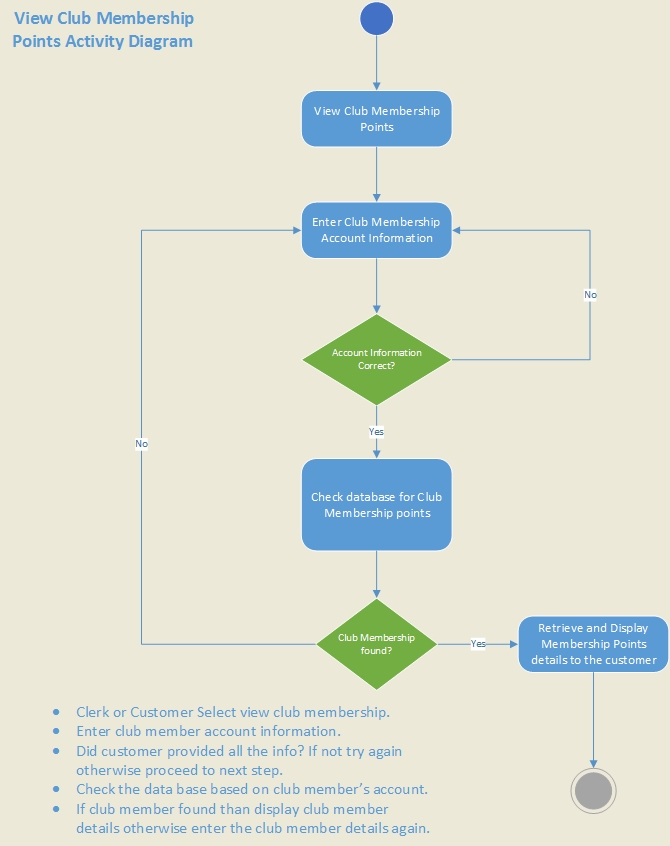 View Club Membership
Points Activity Diagram
View Club Membership
Points
Enter Club Membership
Account Information
No
Account Information
Correct?
Yes
No
Check database for Club
Membership points
Club Membership
found?
Yes
Retrieve and Display
Membership Points
details to the customer
• Clerk or Customer Select view club membership.
• Enter club member account information.
• Did customer provided all the info? If not try again
otherwise proceed to next step.
• Check the data base based on club member’s account.
• If club member found than display club member
details otherwise enter the club member details again.